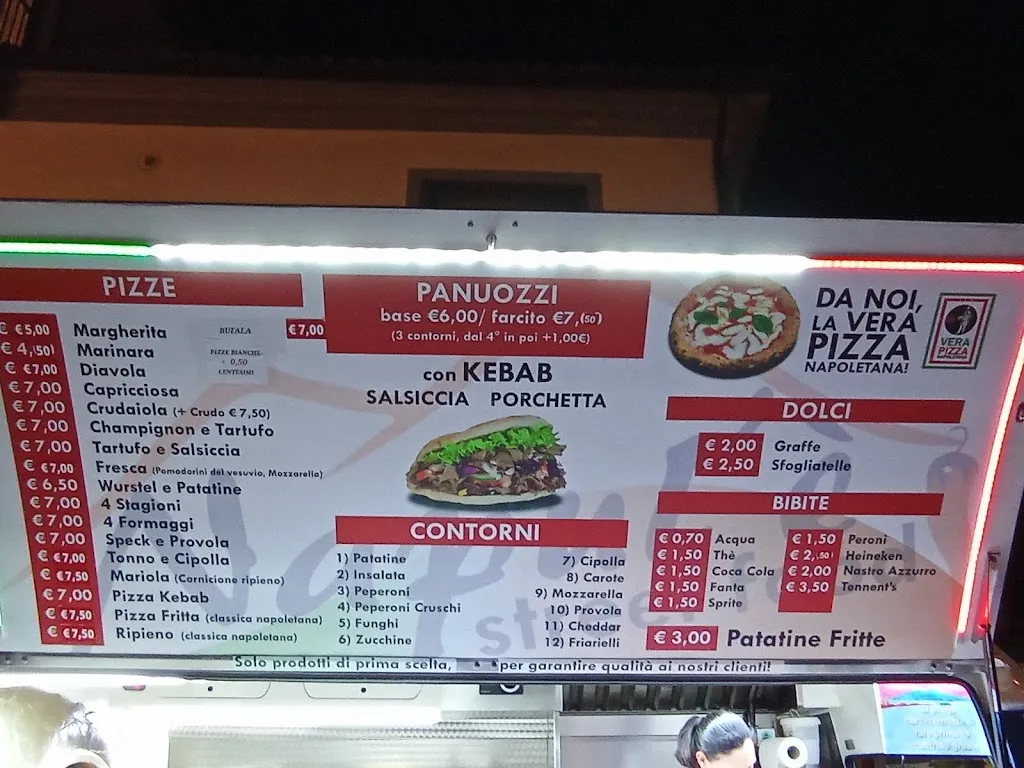 PIZZE
€ €5,00 Margherita BUFALA € 7,00
€ 4,(50) Marinara PIZZE BIANCHE
+ 0,50
CENTESIMI
€ €7,00 Diavola
€ 7,00 Capricciosa
€ 7,00 Crudaiola (+ Crudo € 7,50)
€ 7,00 Champignon e Tartufo
€ 7,00 Tartufo e Salsiccia
€ €7,00 Fresca (Pomodorini del vesuvio, Mozzarella)
€ 6,50 Wurstel e Patatine
€ 7,00 4 Stagioni
€ 7,00 4 Formaggi
€ 7,00 Speck e Provola
€ €7,00 Tonno e Cipolla
€ €7,50 Mariola (Cornicione ripieno)
€ 7,00 Pizza Kebab
€ €7,50 Pizza Fritta (classica napoletana)
€ €7,50 Ripieno (classica napoletana)
PANUOZZI
base €6,00/ farcito €7,(50)
(3 contorni, dal 4° in poi +1,00€)
con KEBAB
SALSICCIA PORCHETTA
CONTORNI
1) Patatine
2) Insalata
3) Peperoni
4) Peperoni Cruschi
5) Funghi
6) Zucchine
7) Cipolla
8) Carote
9) Mozzarella
10) Provola
11) Cheddar
12) Friarielli
DA NOI,
LA VERA
PIZZA
NAPOLETANA!
VERA
PIZZA
NAPOLETANA
DOLCI
€ 2,00 Graffe
€ 2,50 Sfogliatelle
BIBITE
€ 0,70 Acqua
€ 1,50 Thè
€ 1,50 Coca Cola
€ 1,50 Fanta
€ 1,50 Sprite
€ 1,50 Peroni
€ 2,(50) Heineken
€ 2,00 Nastro Azzurro
€ 3,50 Tennent's
€ 3,00 Patatine Fritte
Solo prodotti di prima scelta, per garantire qualità ai nostri clienti!